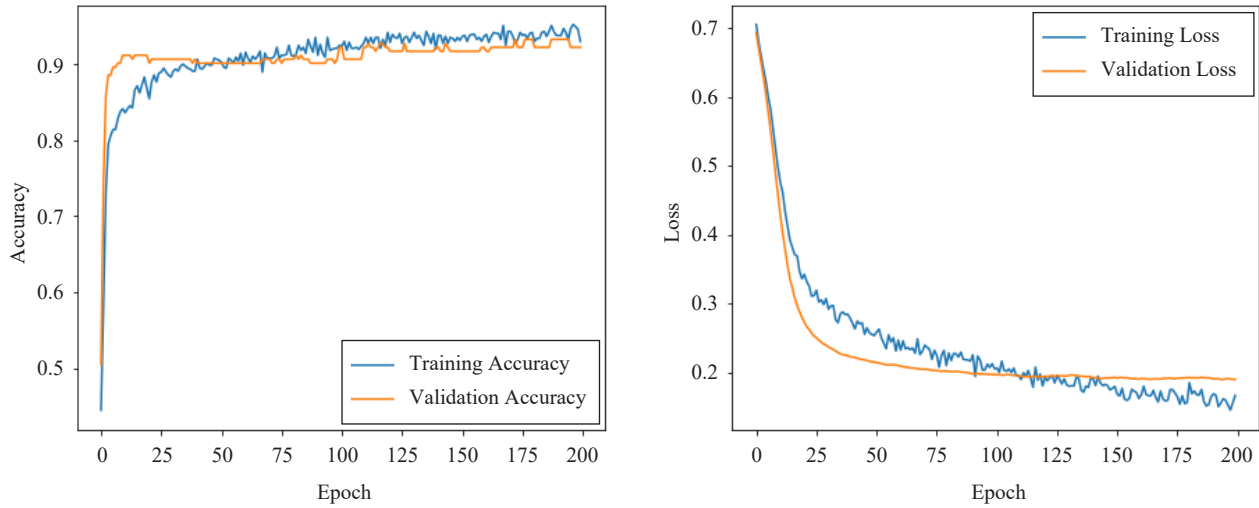 0.9
0.8
0.7
0.6
0.5
Accuracy
Training Accuracy
Validation Accuracy
0 25 50 75 100 125 150 175 200
Epoch
0.7
0.6
0.5
0.4
0.3
0.2
Loss
Training Loss
Validation Loss
0 25 50 75 100 125 150 175 200
Epoch